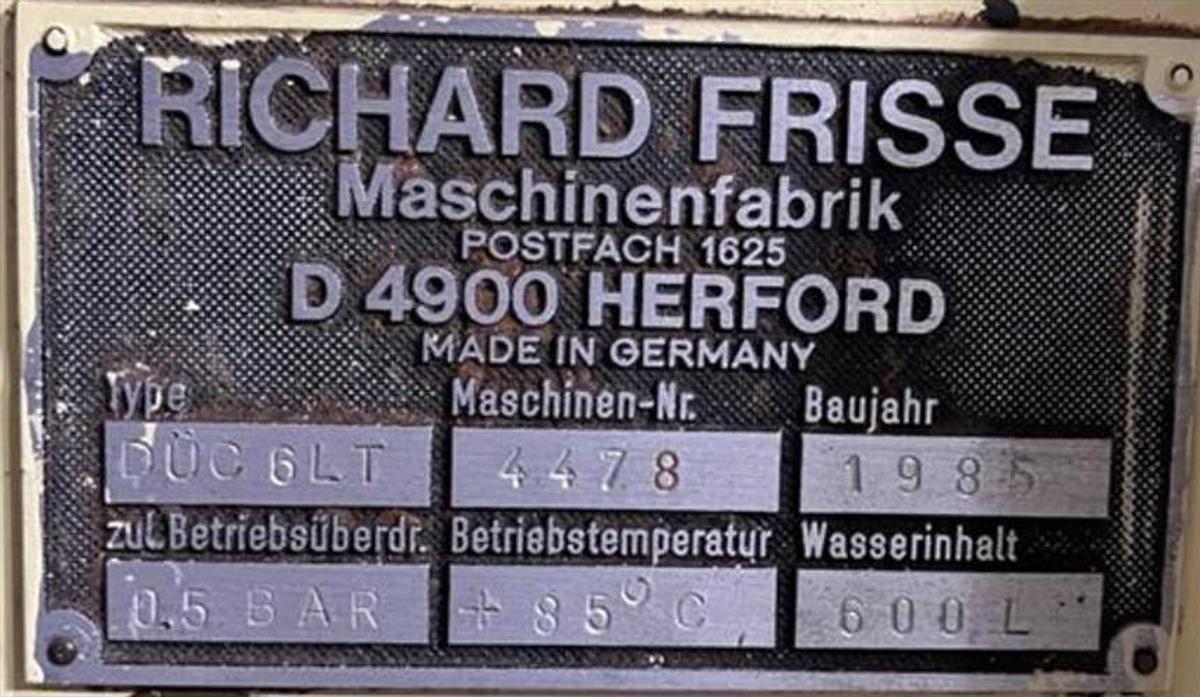 RICHARD FRISSE
Maschinenfabrik
POSTFACH 1625
D 4900 HERFORD
MADE IN GERMANY
Type Maschinen-Nr. Baujahr
DÜC 6LT 4478 1985
zul. Betriebsüberdr. Betriebstemperatur Wasserinhalt
0.5 BAR + 85° C 600 L